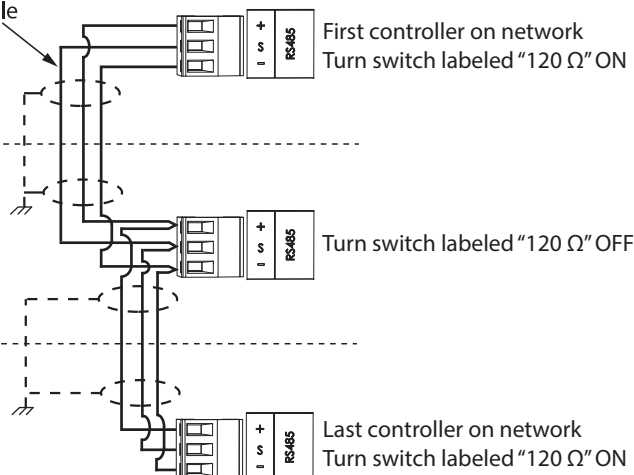 le
+
S
-
RS485
First controller on network
Turn switch labeled “120 Ω” ON
+
S
-
RS485
Turn switch labeled “120 Ω” OFF
+
S
-
RS485
Last controller on network
Turn switch labeled “120 Ω” ON